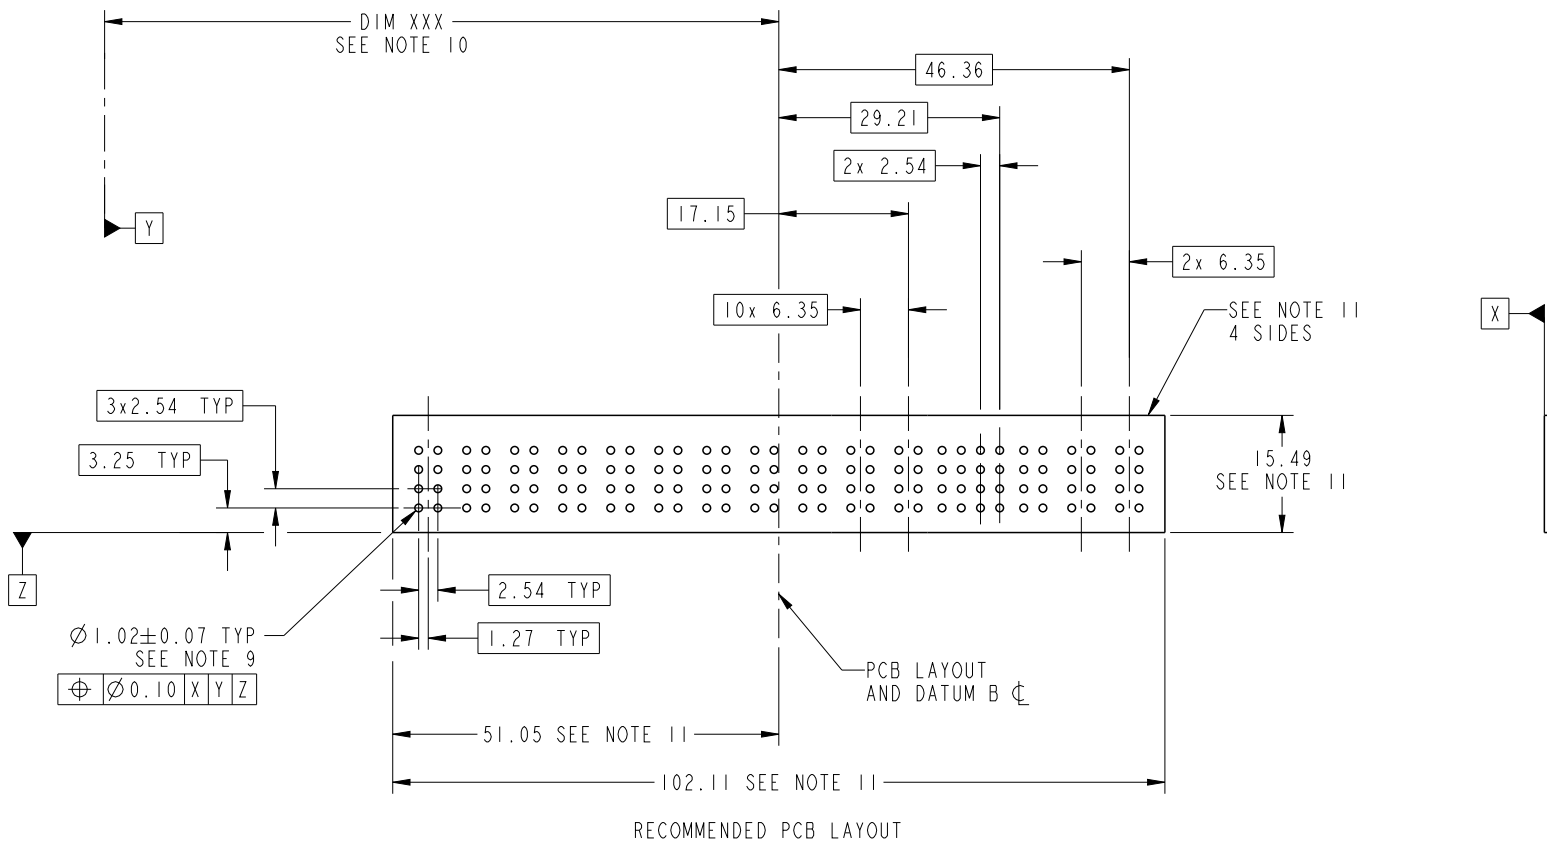 DIM XXX
SEE NOTE 10
46.36
29.21
2x 2.54
17.15
Y
2x 6.35
10x 6.35
SEE NOTE 11
4 SIDES
X
3x2.54 TYP
3.25 TYP
15.49
SEE NOTE 11
Z
2.54 TYP
1.27 TYP
Ø1.02±0.07 TYP
SEE NOTE 9
⌖ Ø0.10 X Y Z
PCB LAYOUT
AND DATUM B ℄
51.05 SEE NOTE 11
102.11 SEE NOTE 11
RECOMMENDED PCB LAYOUT